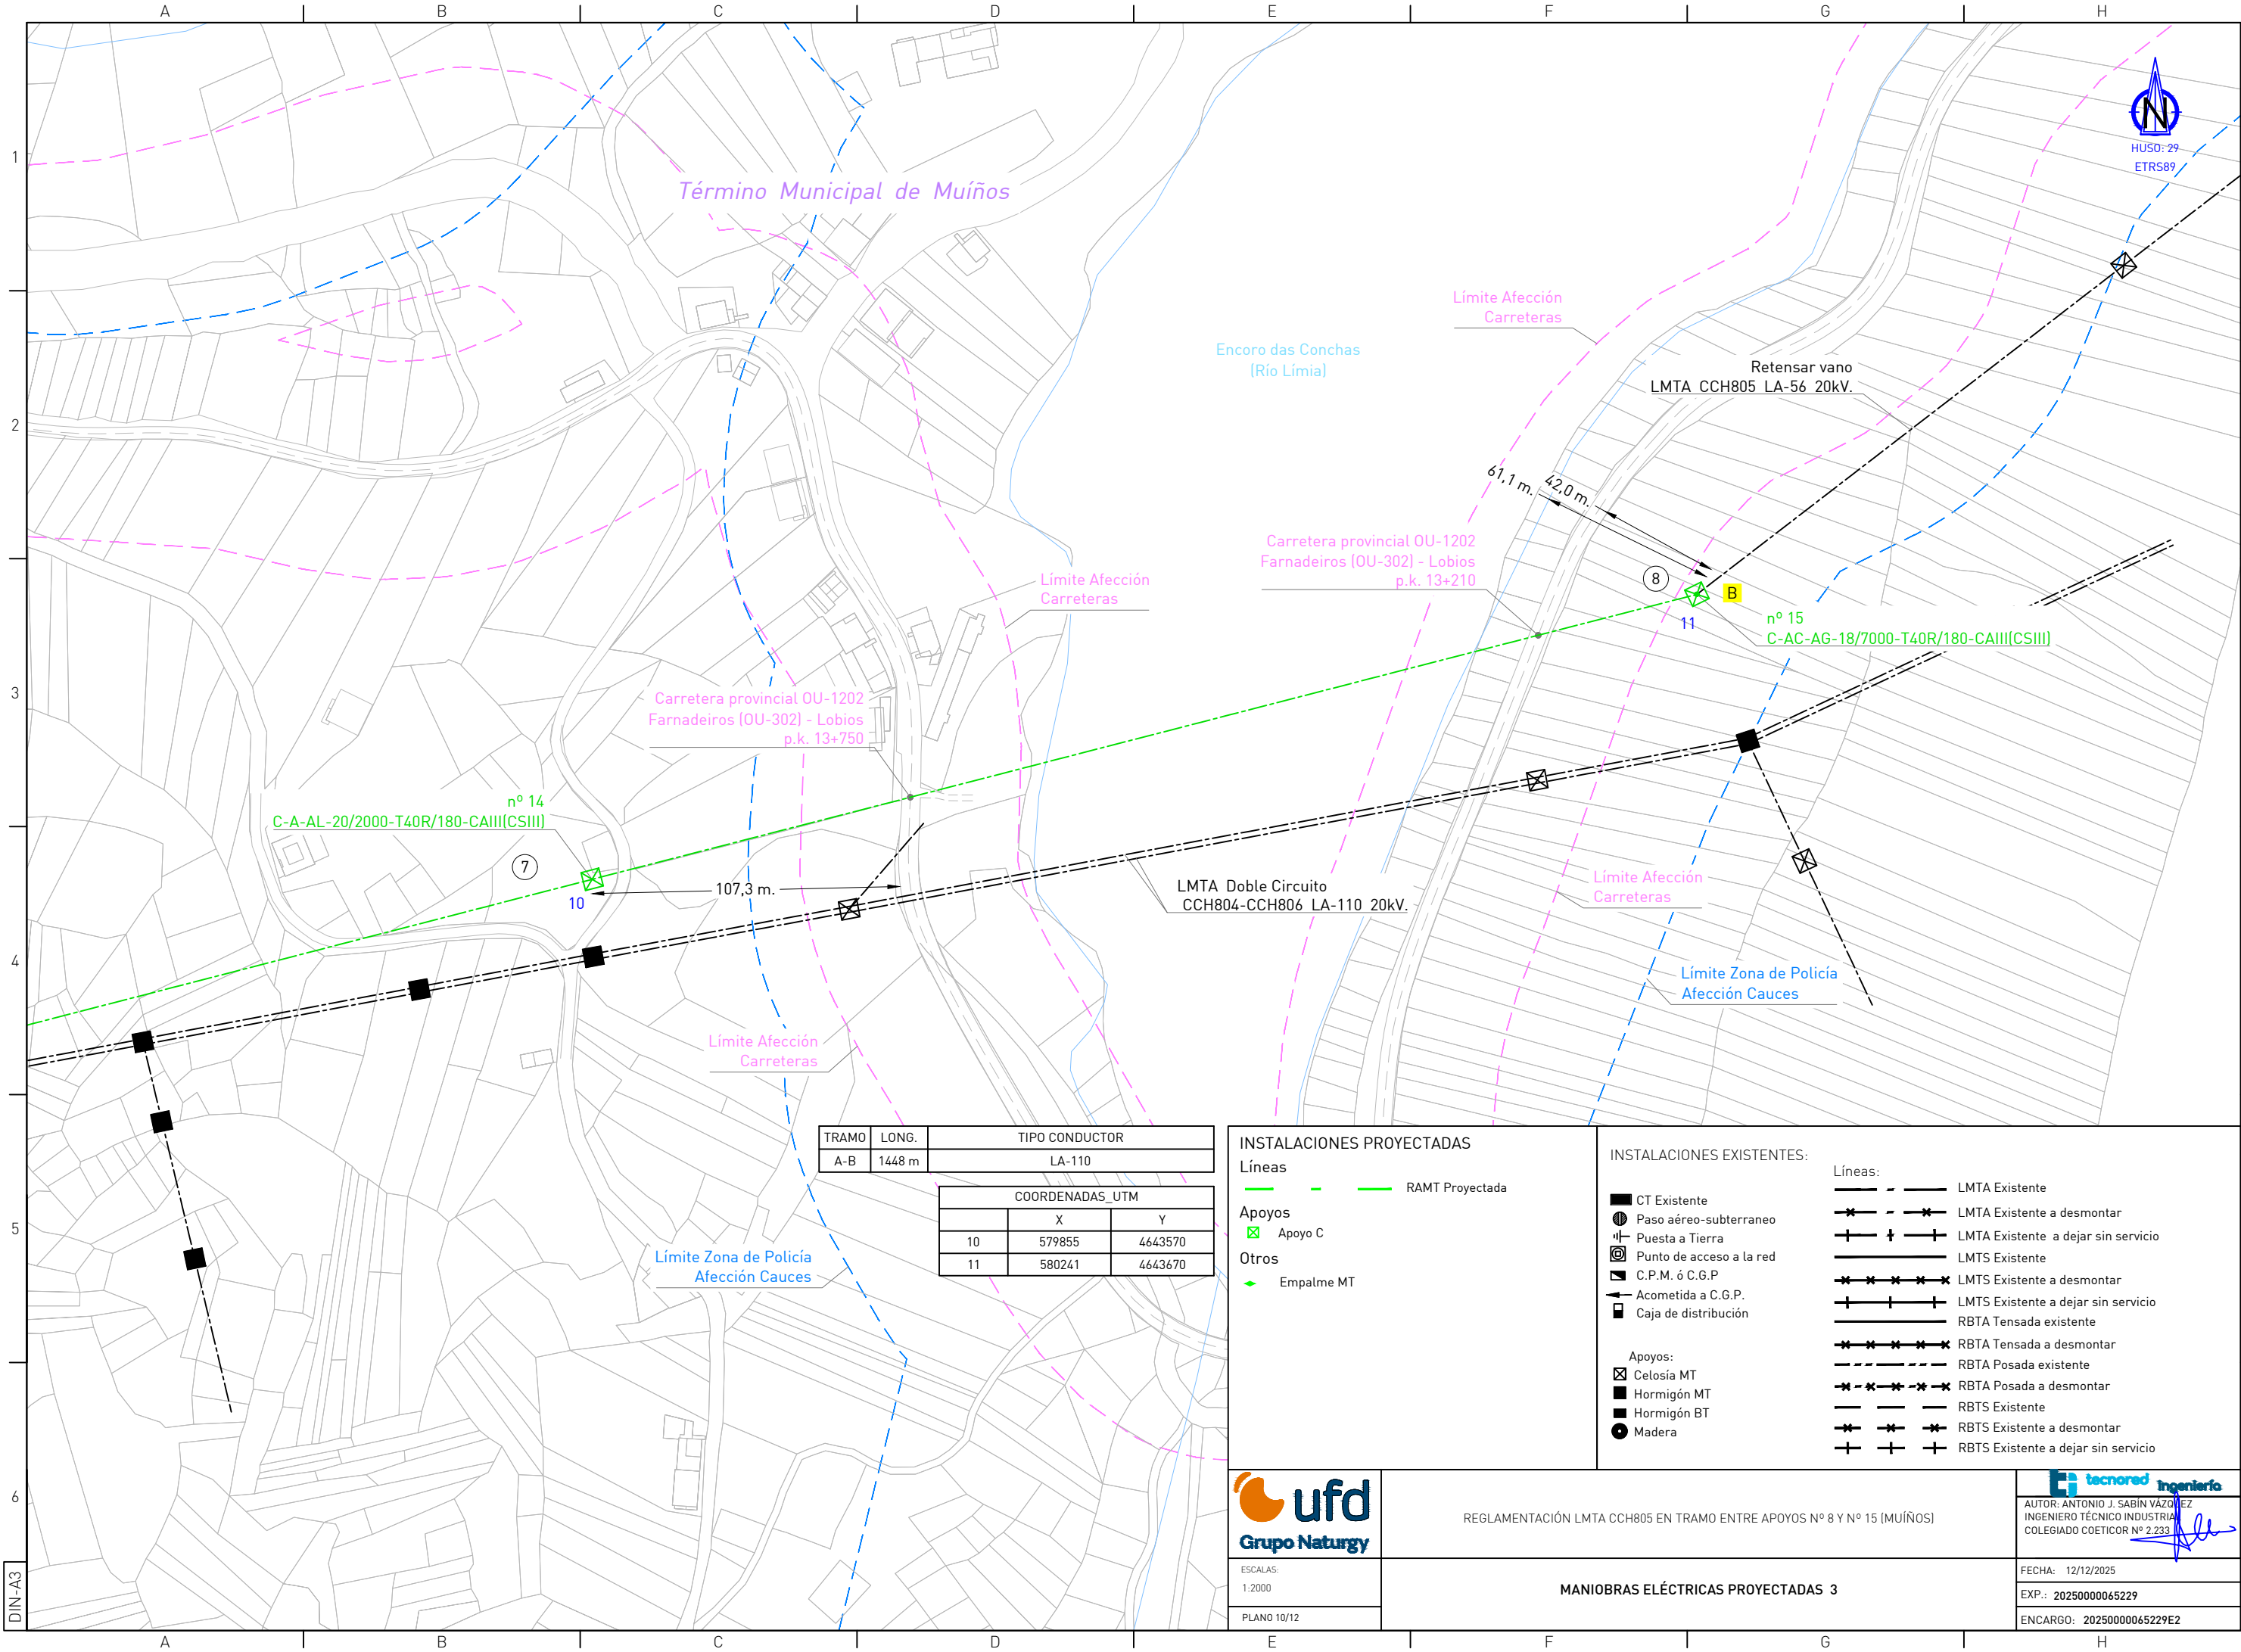 A B C D E F G H
1
2
3
4
5
6
DIN-A3
HUSO: 29
ETRS89
Término Municipal de Muíños
Encoro das Conchas
(Río Límia)
Límite Afección
Carreteras
Retensar vano
LMTA CCH805 LA-56 20kV.
61,1 m.
42,0 m.
Carretera provincial OU-1202
Farnadeiros (OU-302) - Lobios
p.k. 13+210
8
B
11
nº 15
C-AC-AG-18/7000-T40R/180-CAIII(CSIII)
Límite Afección
Carreteras
Carretera provincial OU-1202
Farnadeiros (OU-302) - Lobios
p.k. 13+750
nº 14
C-A-AL-20/2000-T40R/180-CAIII(CSIII)
7
10
107,3 m.
LMTA Doble Circuito
CCH804-CCH806 LA-110 20kV.
Límite Afección
Carreteras
Límite Zona de Policía
Afección Cauces
Límite Afección
Carreteras
Límite Zona de Policía
Afección Cauces
TRAMO LONG. TIPO CONDUCTOR
A-B 1448 m LA-110
COORDENADAS_UTM
X Y
10 579855 4643570
11 580241 4643670
INSTALACIONES PROYECTADAS
Líneas
RAMT Proyectada
Apoyos
Apoyo C
Otros
Empalme MT
INSTALACIONES EXISTENTES:
CT Existente
Paso aéreo-subterraneo
Puesta a Tierra
Punto de acceso a la red
C.P.M. ó C.G.P
Acometida a C.G.P.
Caja de distribución
Apoyos:
Celosía MT
Hormigón MT
Hormigón BT
Madera
Líneas:
LMTA Existente
LMTA Existente a desmontar
LMTA Existente a dejar sin servicio
LMTS Existente
LMTS Existente a desmontar
LMTS Existente a dejar sin servicio
RBTA Tensada existente
RBTA Tensada a desmontar
RBTA Posada existente
RBTA Posada a desmontar
RBTS Existente
RBTS Existente a desmontar
RBTS Existente a dejar sin servicio
ufd
Grupo Naturgy
REGLAMENTACIÓN LMTA CCH805 EN TRAMO ENTRE APOYOS Nº 8 Y Nº 15 (MUÍÑOS)
tecnored
ingeniería
AUTOR: ANTONIO J. SABÍN VÁZQUEZ
INGENIERO TÉCNICO INDUSTRIAL
COLEGIADO COETICOR Nº 2.233
ESCALAS:
1:2000
PLANO 10/12
MANIOBRAS ELÉCTRICAS PROYECTADAS 3
FECHA: 12/12/2025
EXP.: 20250000065229
ENCARGO: 20250000065229E2
A B C D E F G H